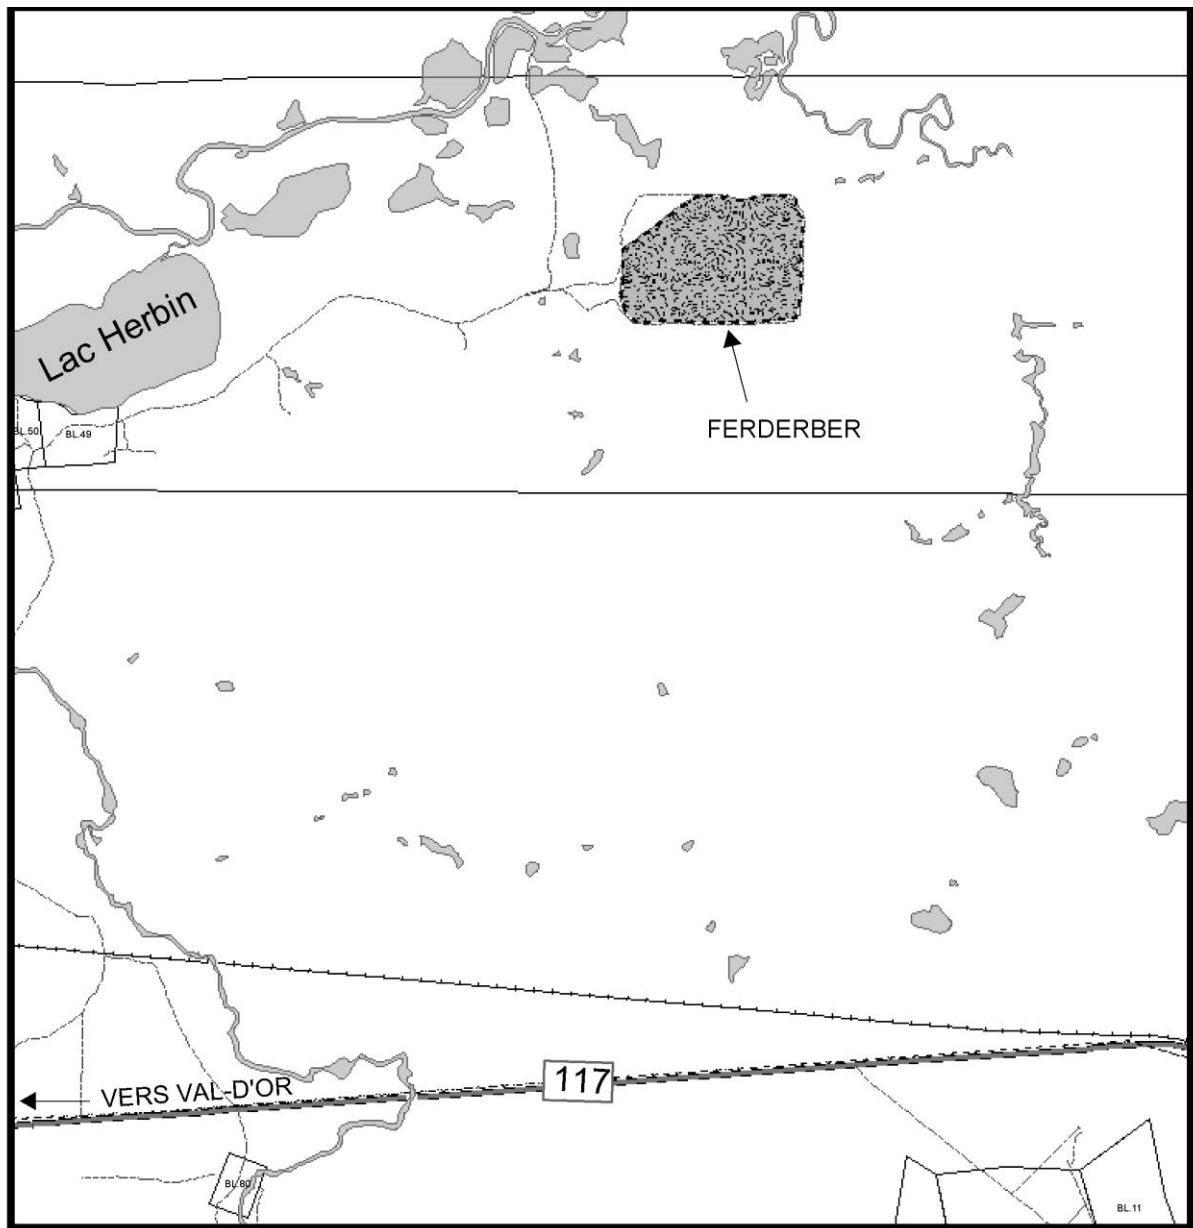 Lac Herbin
FERDERBER
BL.50
BL.49
117
VERS VAL-D'OR
BL.80
BL.11